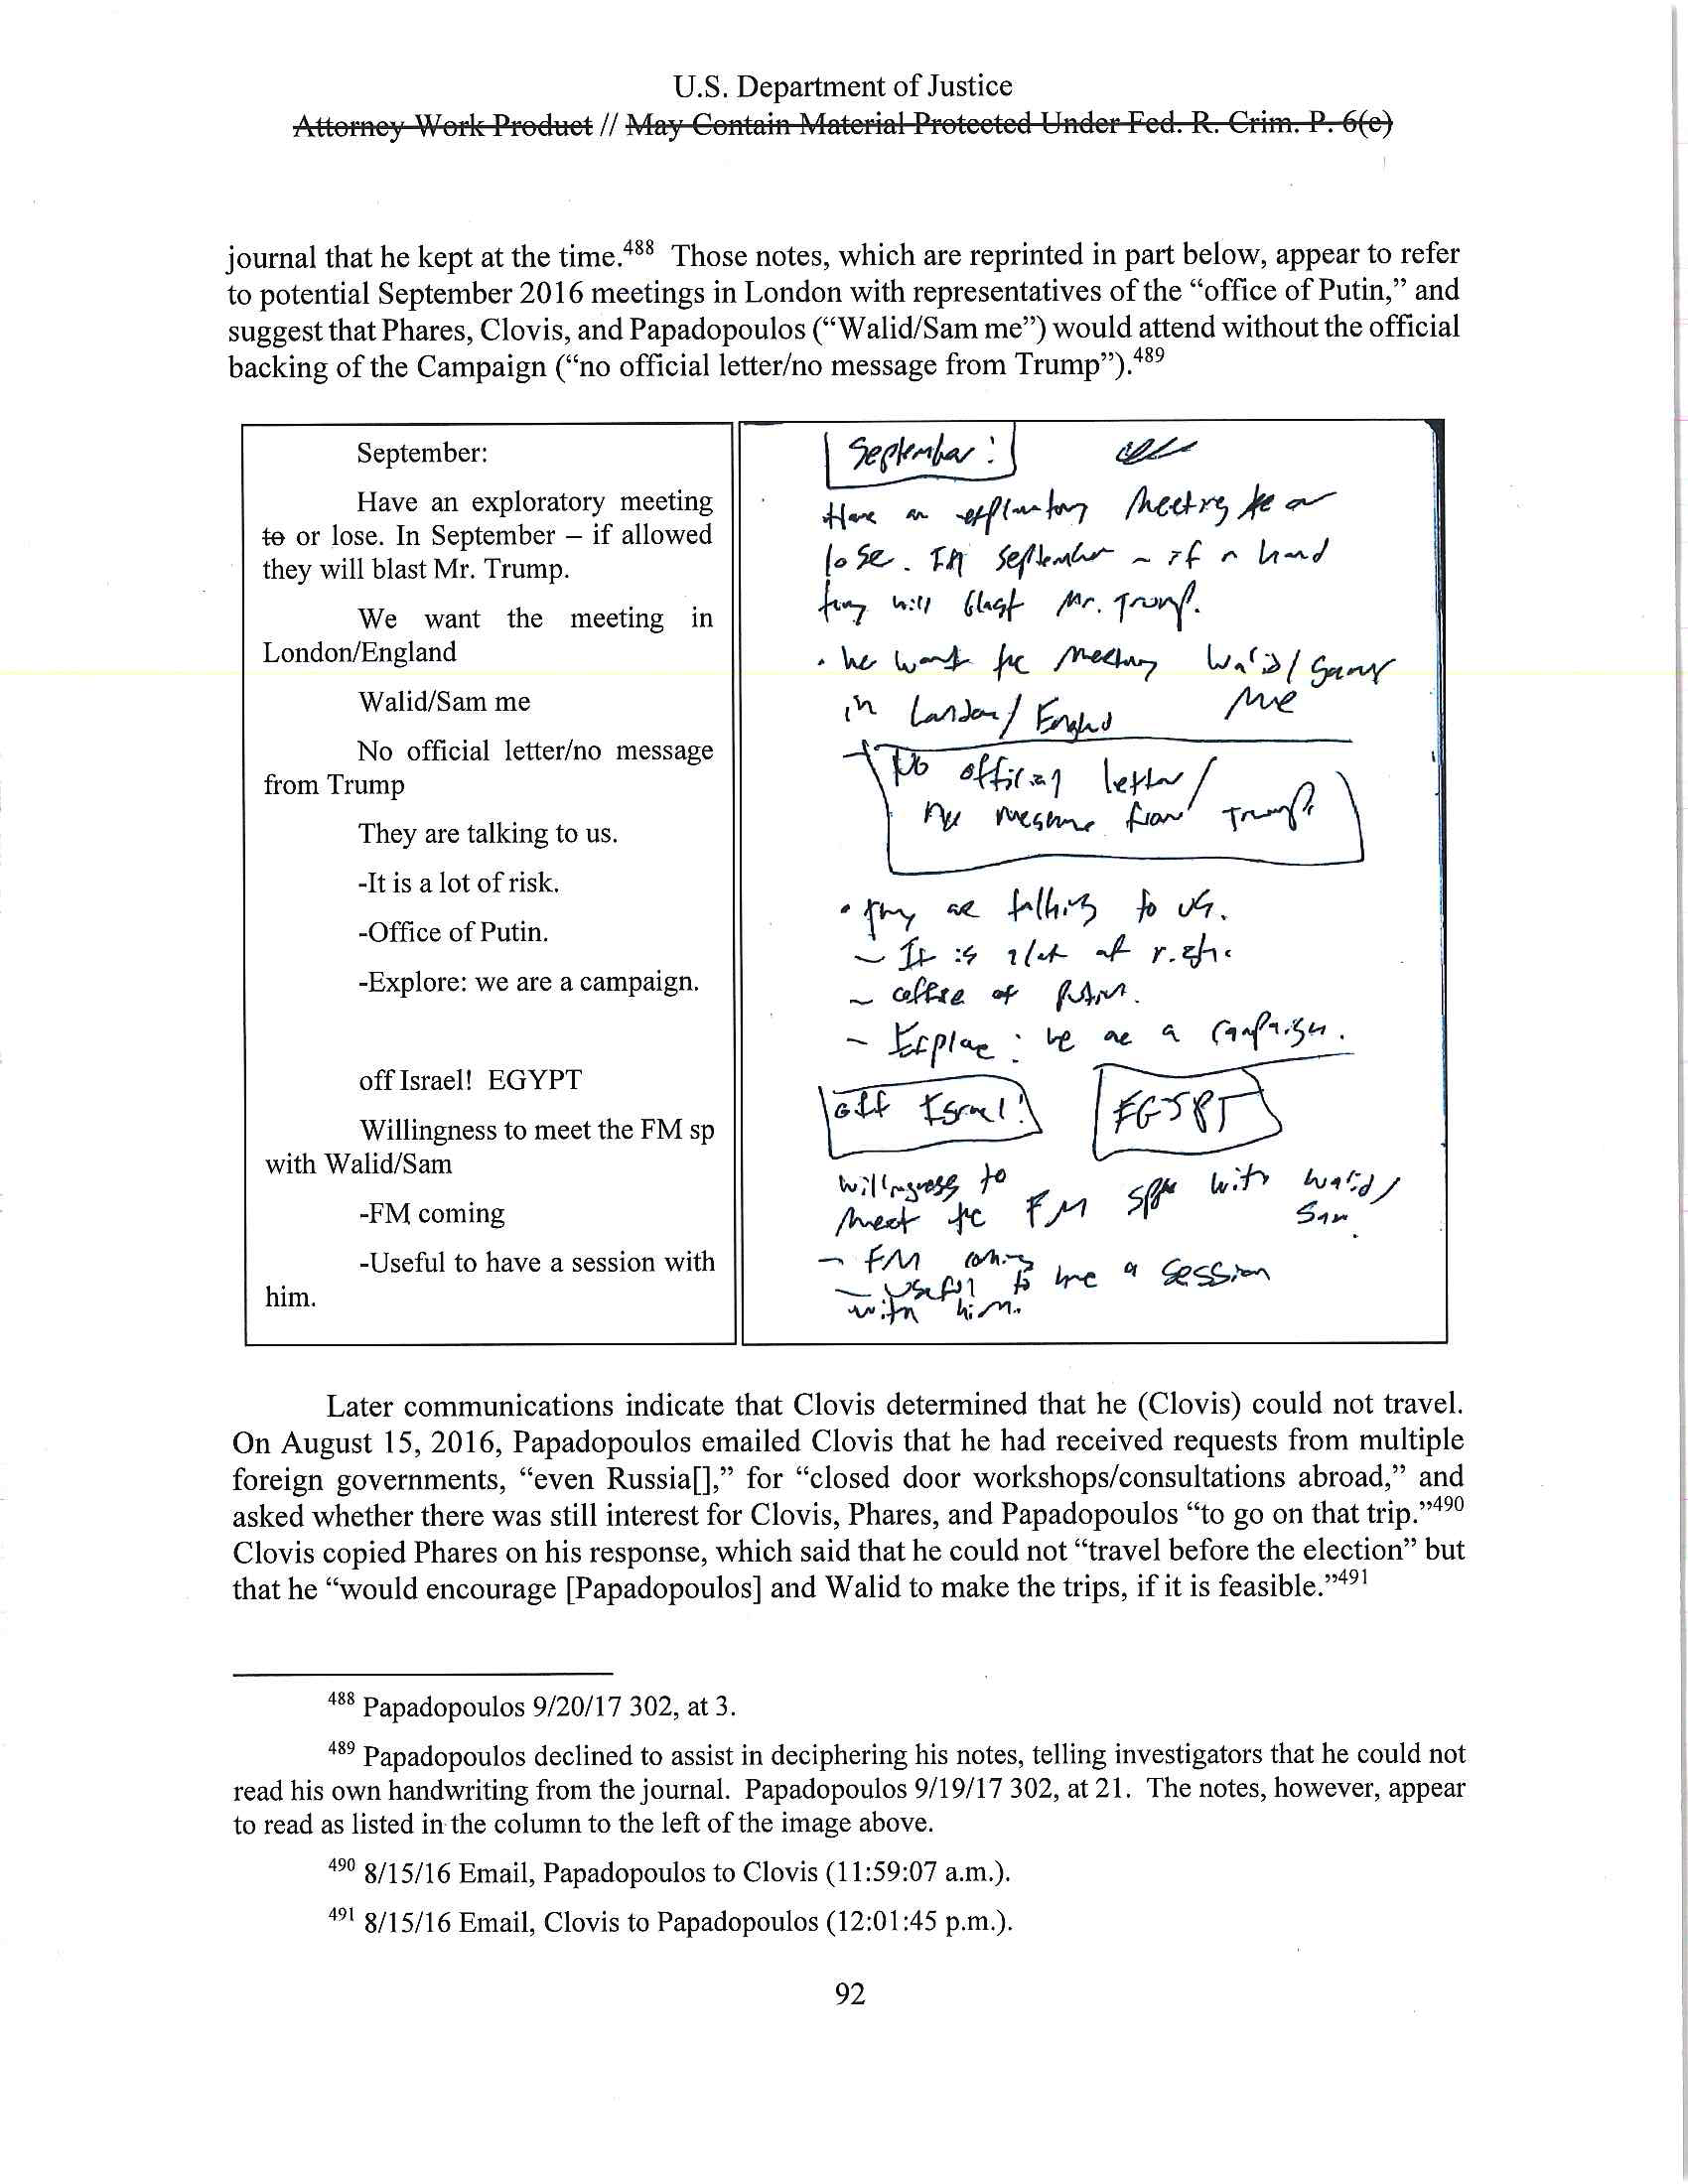 U.S. Department of Justice
Attorney Work Product // May Contain Material Protected Under Fed. R. Crim. P. 6(e)
journal that he kept at the time.488 Those notes, which are reprinted in part below, appear to refer
to potential September 2016 meetings in London with representatives of the “office of Putin,” and
suggest that Phares, Clovis, and Papadopoulos (“Walid/Sam me”) would attend without the official
backing of the Campaign (“no official letter/no message from Trump”).489
September:
Have an exploratory meeting
to or lose. In September – if allowed
they will blast Mr. Trump.
We want the meeting in
London/England
Walid/Sam me
No official letter/no message
from Trump
They are talking to us.
-It is a lot of risk.
-Office of Putin.
-Explore: we are a campaign.
off Israel! EGYPT
Willingness to meet the FM sp
with Walid/Sam
-FM coming
-Useful to have a session with
him.
September:
Have an exploratory meeting to or
lose. In September – if
they will blast Mr. Trump.
• We want the meeting Walid/Sam
in London/England me
No official letter/
no message from Trump
• They are talking to us.
- It is a lot of risk.
- Office of Putin.
- Explore: we are a campaign.
off Israel! EGYPT
Willingness to
meet the FM with Walid/
Sam
- FM coming
- Useful to have a session
with him.
Later communications indicate that Clovis determined that he (Clovis) could not travel.
On August 15, 2016, Papadopoulos emailed Clovis that he had received requests from multiple
foreign governments, “even Russia[],” for “closed door workshops/consultations abroad,” and
asked whether there was still interest for Clovis, Phares, and Papadopoulos “to go on that trip.”490
Clovis copied Phares on his response, which said that he could not “travel before the election” but
that he “would encourage [Papadopoulos] and Walid to make the trips, if it is feasible.”491
488 Papadopoulos 9/20/17 302, at 3.
489 Papadopoulos declined to assist in deciphering his notes, telling investigators that he could not
read his own handwriting from the journal. Papadopoulos 9/19/17 302, at 21. The notes, however, appear
to read as listed in the column to the left of the image above.
490 8/15/16 Email, Papadopoulos to Clovis (11:59:07 a.m.).
491 8/15/16 Email, Clovis to Papadopoulos (12:01:45 p.m.).
92